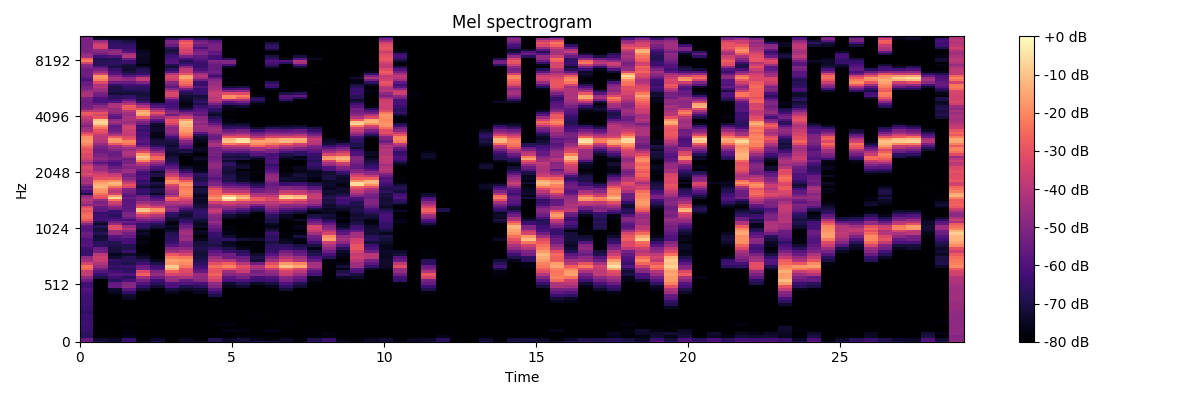 Mel spectrogram
Hz
8192
4096
2048
1024
512
0
0 5 10 15 20 25
Time
+0 dB
-10 dB
-20 dB
-30 dB
-40 dB
-50 dB
-60 dB
-70 dB
-80 dB